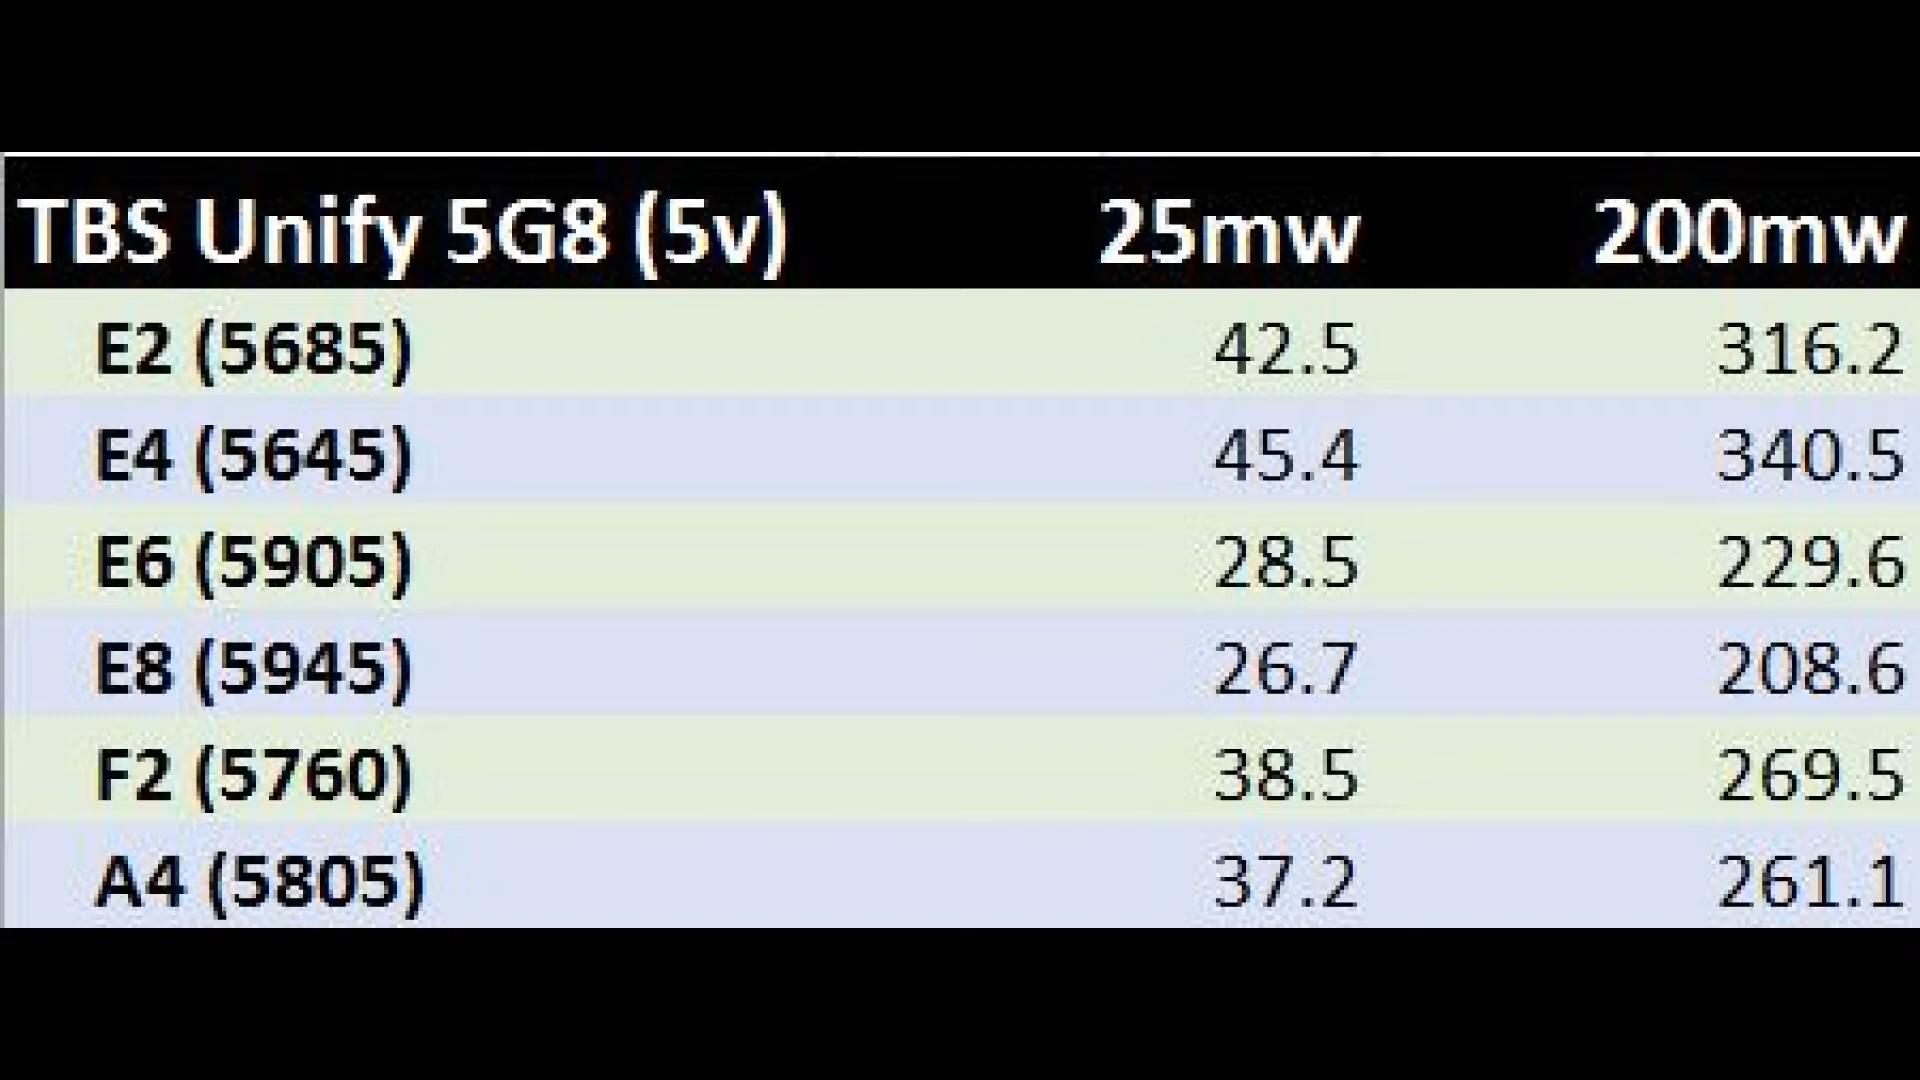 TBS Unify 5G8 (5v) 25mw 200mw
E2 (5685) 42.5 316.2
E4 (5645) 45.4 340.5
E6 (5905) 28.5 229.6
E8 (5945) 26.7 208.6
F2 (5760) 38.5 269.5
A4 (5805) 37.2 261.1